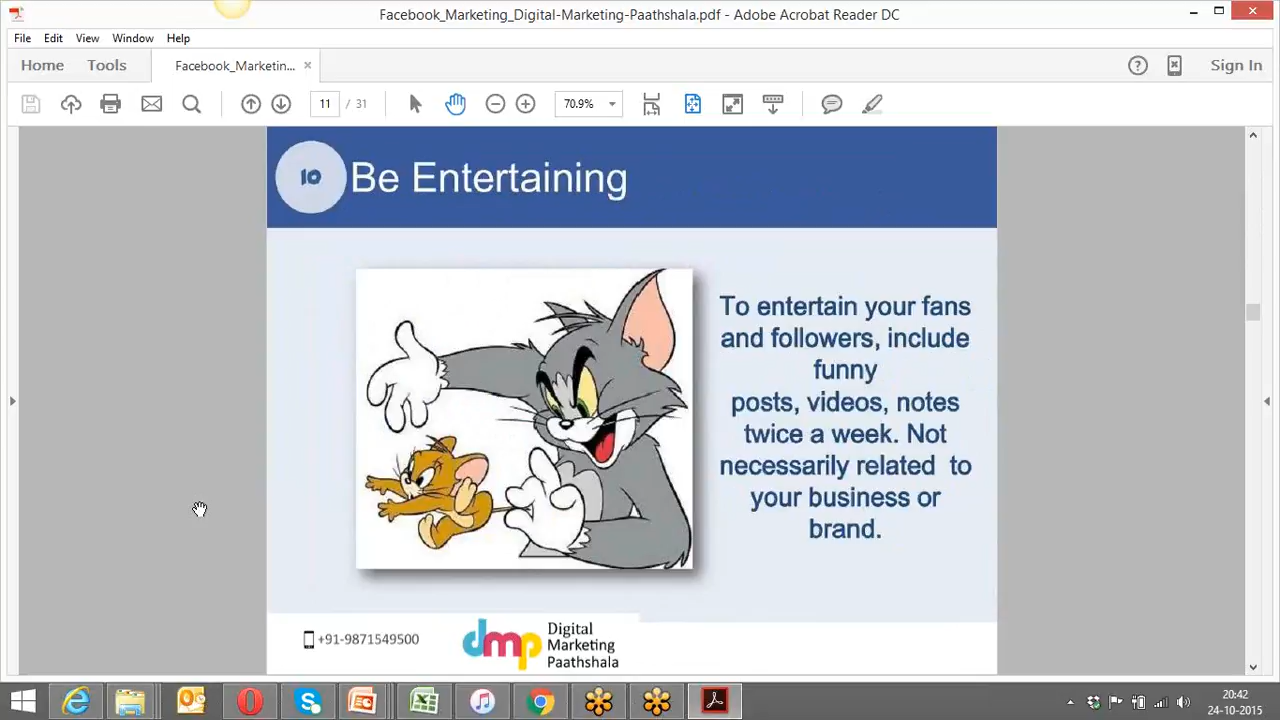 Facebook_Marketing_Digital-Marketing-Paathshala.pdf - Adobe Acrobat Reader DC
File Edit View Window Help
Home Tools Facebook_Marketin... × Sign In
11 / 31 70.9%
10 Be Entertaining
To entertain your fans
and followers, include
funny
posts, videos, notes
twice a week. Not
necessarily related to
your business or
brand.
+91-9871549500
dmp Digital
Marketing
Paathshala
20:42
24-10-2015